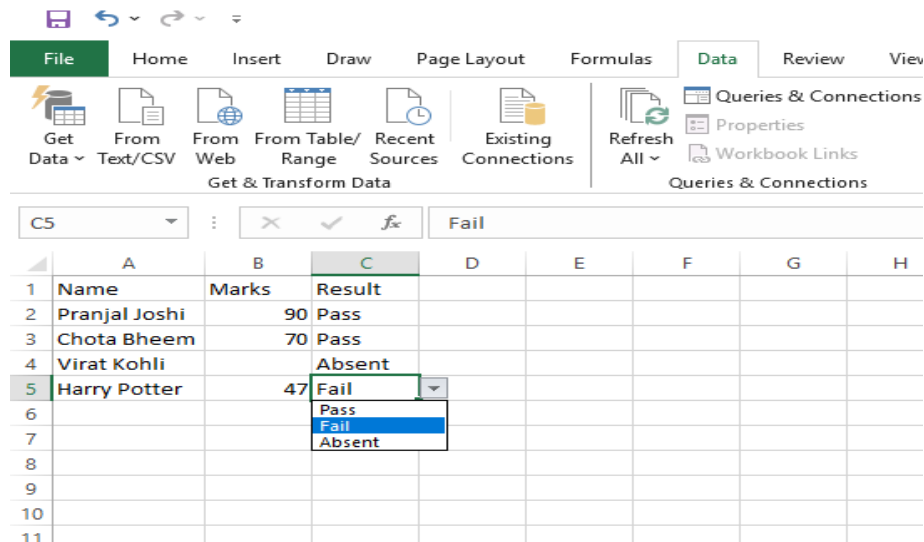 File Home Insert Draw Page Layout Formulas Data Review View
Get Data From Text/CSV From Web From Table/ Range Recent Sources Existing Connections Refresh All Queries & Connections
Properties
Workbook Links
Get & Transform Data Queries & Connections
C5 fx Fail
A B C D E F G H
1 Name Marks Result
2 Pranjal Joshi 90 Pass
3 Chota Bheem 70 Pass
4 Virat Kohli Absent
5 Harry Potter 47 Fail
6 Pass
Fail
7 Absent
8
9
10
11